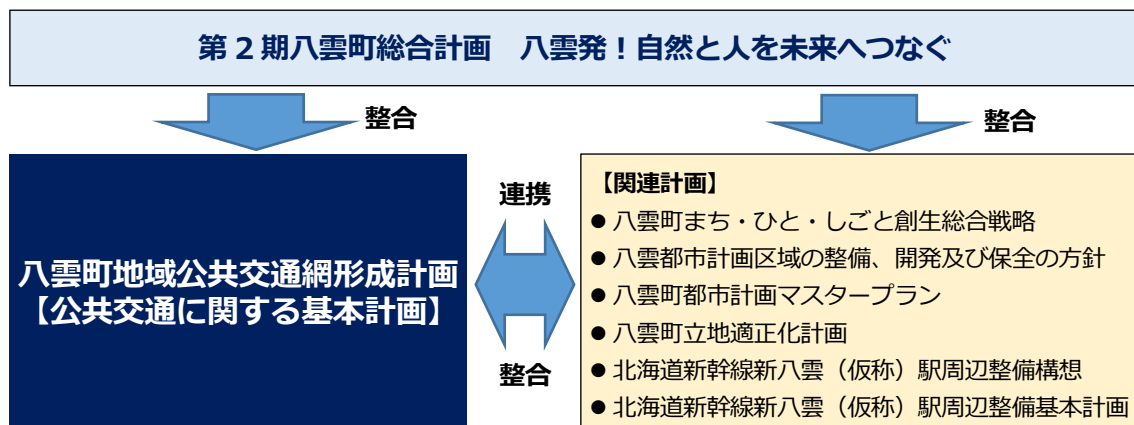 第2期八雲町総合計画　八雲発！自然と人を未来へつなぐ
整合
整合
八雲町地域公共交通網形成計画
【公共交通に関する基本計画】
連携
整合
【関連計画】
●八雲町まち・ひと・しごと創生総合戦略
●八雲都市計画区域の整備、開発及び保全の方針
●八雲町都市計画マスタープラン
●八雲町立地適正化計画
●北海道新幹線新八雲（仮称）駅周辺整備構想
●北海道新幹線新八雲（仮称）駅周辺整備基本計画